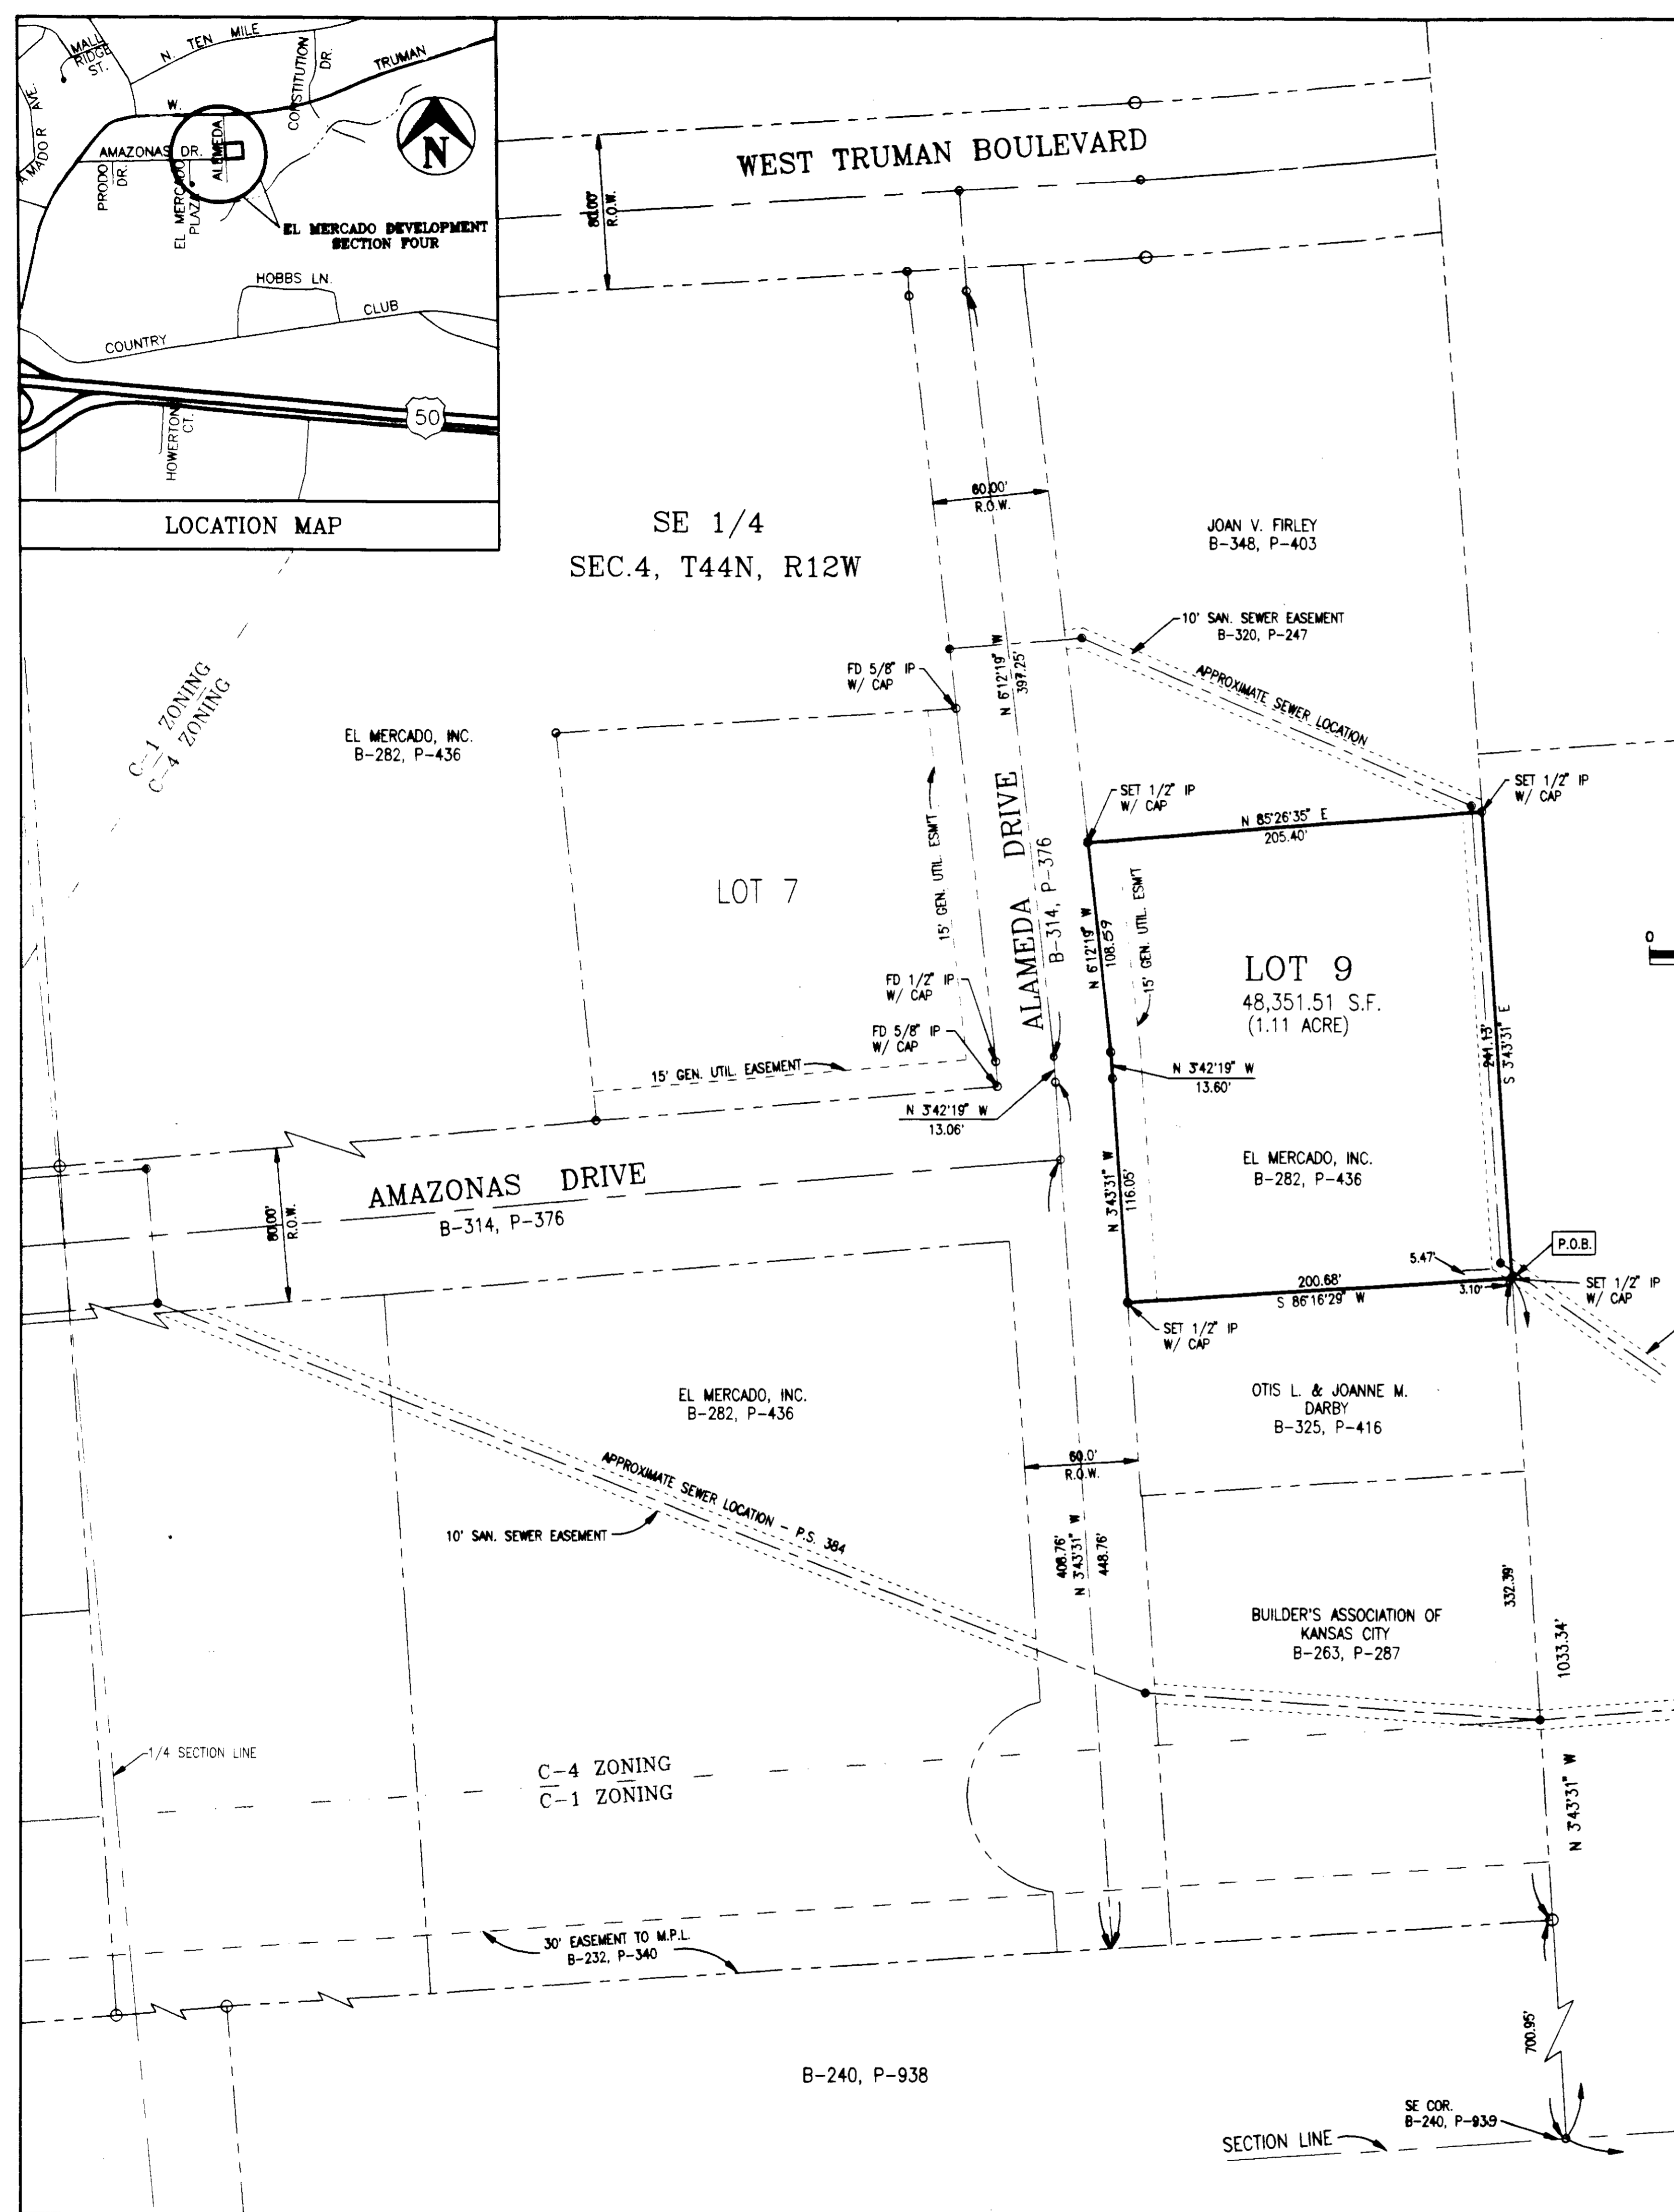 MALL
RIDGE
ST.
N. TEN MILE
CONSTITUTION
DR.
TRUMAN
AMADOR AVE.
W.
AMAZONAS DR.
ALEMEDA
PRODO
DR.
EL MERCADO
PLAZA
N
EL MERCADO DEVELOPMENT
SECTION FOUR
HOBBS LN.
COUNTRY CLUB
50
HOWERTON
CT.
LOCATION MAP
WEST TRUMAN BOULEVARD
80.00'
R.O.W.
SE 1/4
SEC.4, T44N, R12W
60.00'
R.O.W.
JOAN V. FIRLEY
B-348, P-403
10' SAN. SEWER EASEMENT
B-320, P-247
APPROXIMATE SEWER LOCATION
N 6°12'19" W
397.25'
FD 5/8" IP
W/ CAP
C-1 ZONING
C-4 ZONING
EL MERCADO, INC.
B-282, P-436
15' GEN. UTIL. ESM'T
LOT 7
ALAMEDA DRIVE
B-314, P-376
SET 1/2" IP
W/ CAP
SET 1/2" IP
W/ CAP
N 85°26'35" E
205.40'
N 6°12'19" W
108.59
15' GEN. UTIL. ESM'T
LOT 9
48,351.51 S.F.
(1.11 ACRE)
0
241.13'
S 3°43'31" E
FD 1/2" IP
W/ CAP
FD 5/8" IP
W/ CAP
15' GEN. UTIL. EASEMENT
N 3°42'19" W
13.06'
N 3°42'19" W
13.60'
AMAZONAS DRIVE
B-314, P-376
80.00'
R.O.W.
N 3°43'31" W
116.05'
EL MERCADO, INC.
B-282, P-436
P.O.B.
5.47'
3.10'
200.68'
S 86°16'29" W
SET 1/2" IP
W/ CAP
SET 1/2" IP
W/ CAP
EL MERCADO, INC.
B-282, P-436
OTIS L. & JOANNE M.
DARBY
B-325, P-416
60.0'
R.O.W.
APPROXIMATE SEWER LOCATION - P.S. 384
10' SAN. SEWER EASEMENT
408.76'
N 3°43'31" W
448.76'
332.39'
1033.34'
BUILDER'S ASSOCIATION OF
KANSAS CITY
B-263, P-287
1/4 SECTION LINE
C-4 ZONING
C-1 ZONING
N 3°43'31" W
30' EASEMENT TO M.P.L.
B-232, P-340
700.95'
B-240, P-938
SE COR.
B-240, P-939
SECTION LINE